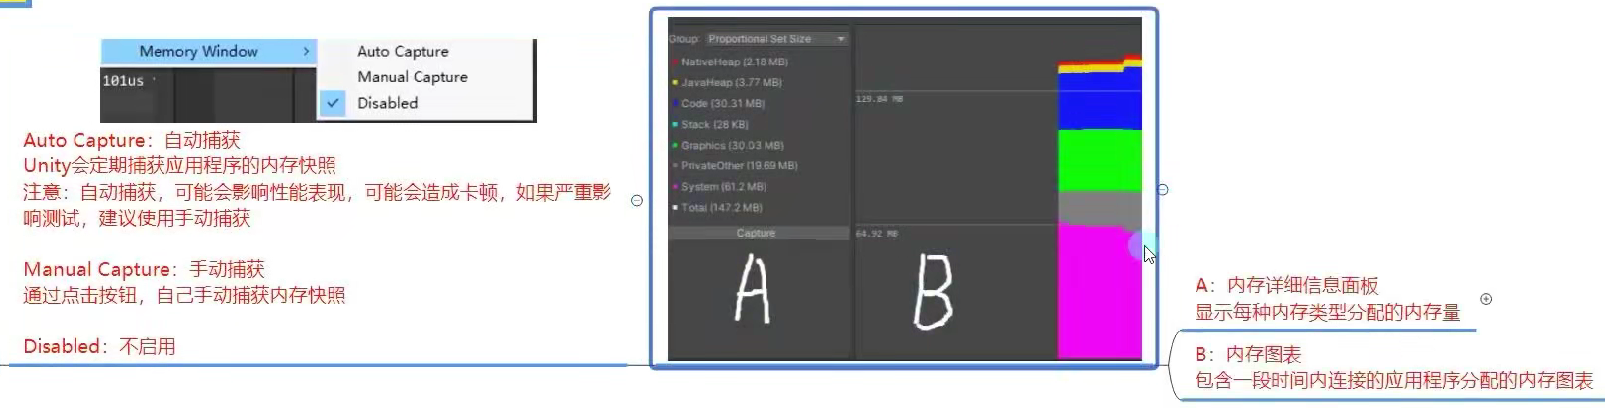 Memory Window >
Auto Capture
Manual Capture
Disabled
101us
Auto Capture：自动捕获
Unity会定期捕获应用程序的内存快照
注意：自动捕获，可能会影响性能表现，可能会造成卡顿，如果严重影
响测试，建议使用手动捕获
Manual Capture：手动捕获
通过点击按钮，自己手动捕获内存快照
Disabled：不启用
Group: Proportional Set Size
NativeHeap (2.18 MB)
JavaHeap (3.77 MB)
Code (30.31 MB)
Stack (28 KB)
Graphics (30.03 MB)
PrivateOther (19.69 MB)
System (61.2 MB)
Total (147.2 MB)
Capture
129.84 MB
64.92 MB
A
B
A：内存详细信息面板
显示每种内存类型分配的内存量
B：内存图表
包含一段时间内连接的应用程序分配的内存图表